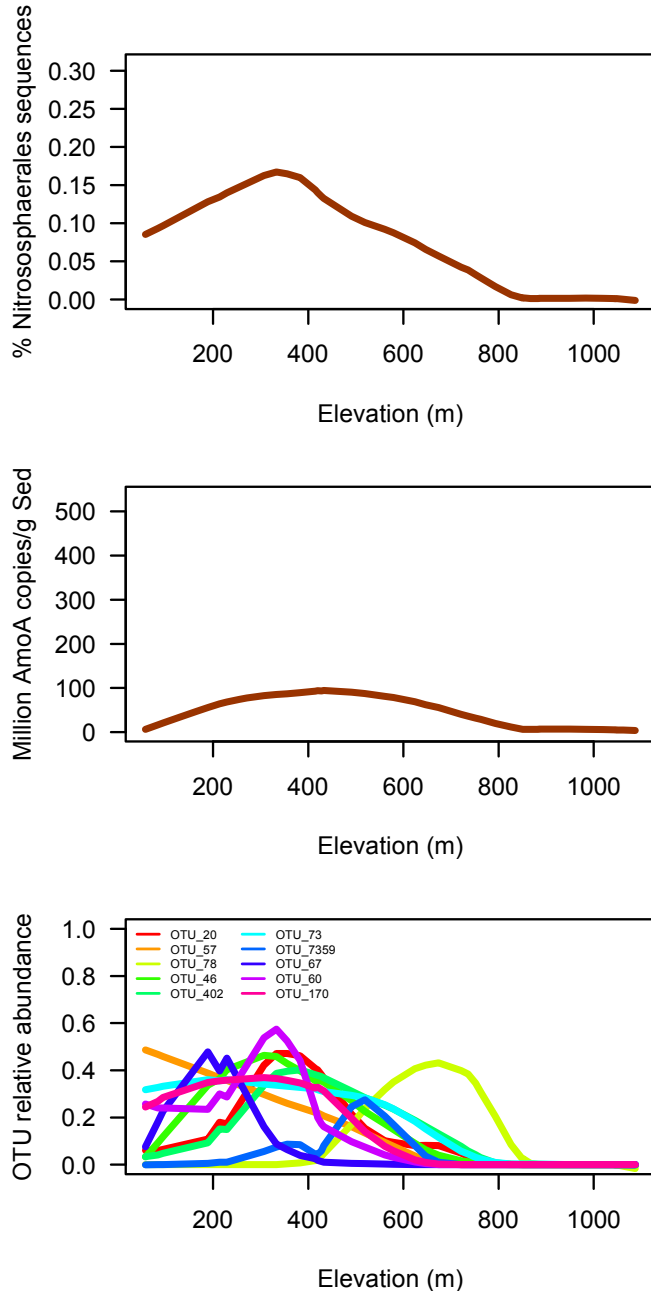 % Nitrososphaerales sequences
0.30
0.25
0.20
0.15
0.10
0.05
0.00
200 400 600 800 1000
Elevation (m)
Million AmoA copies/g Sed
500
400
300
200
100
0
200 400 600 800 1000
Elevation (m)
OTU relative abundance
1.0
0.8
0.6
0.4
0.2
0.0
OTU_20 OTU_73
OTU_57 OTU_7359
OTU_78 OTU_67
OTU_46 OTU_60
OTU_402 OTU_170
200 400 600 800 1000
Elevation (m)